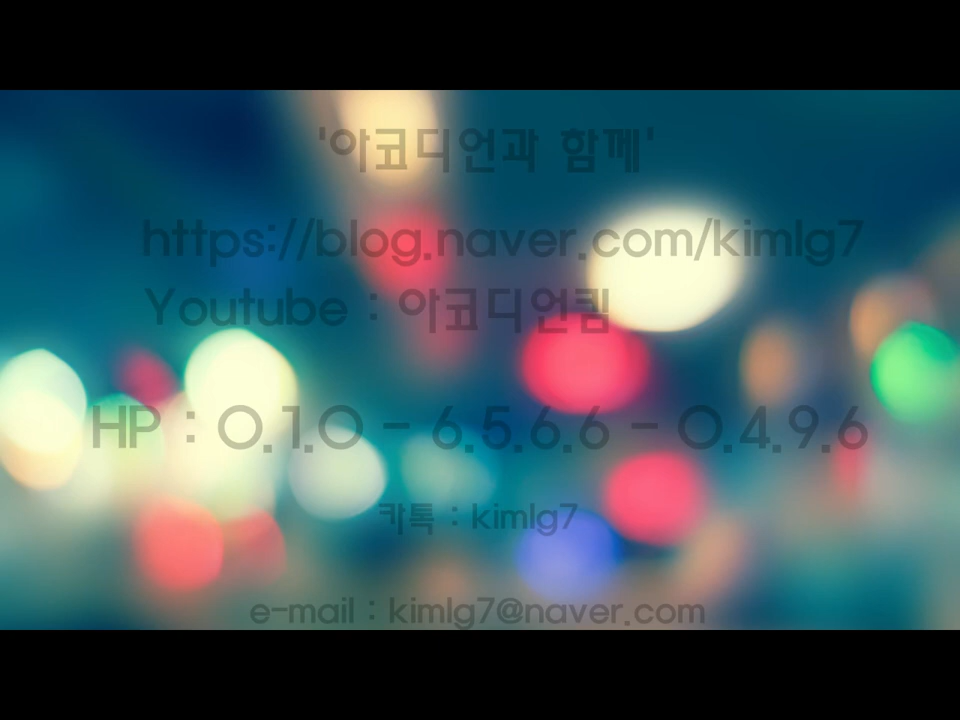 '아코디언과 함께'
https://blog.naver.com/kimlg7
Youtube : 아코디언킴
HP : 0.1.0 - 6.5.6.6 - 0.4.9.6
카톡 : kimlg7
e-mail : kimlg7@naver.com